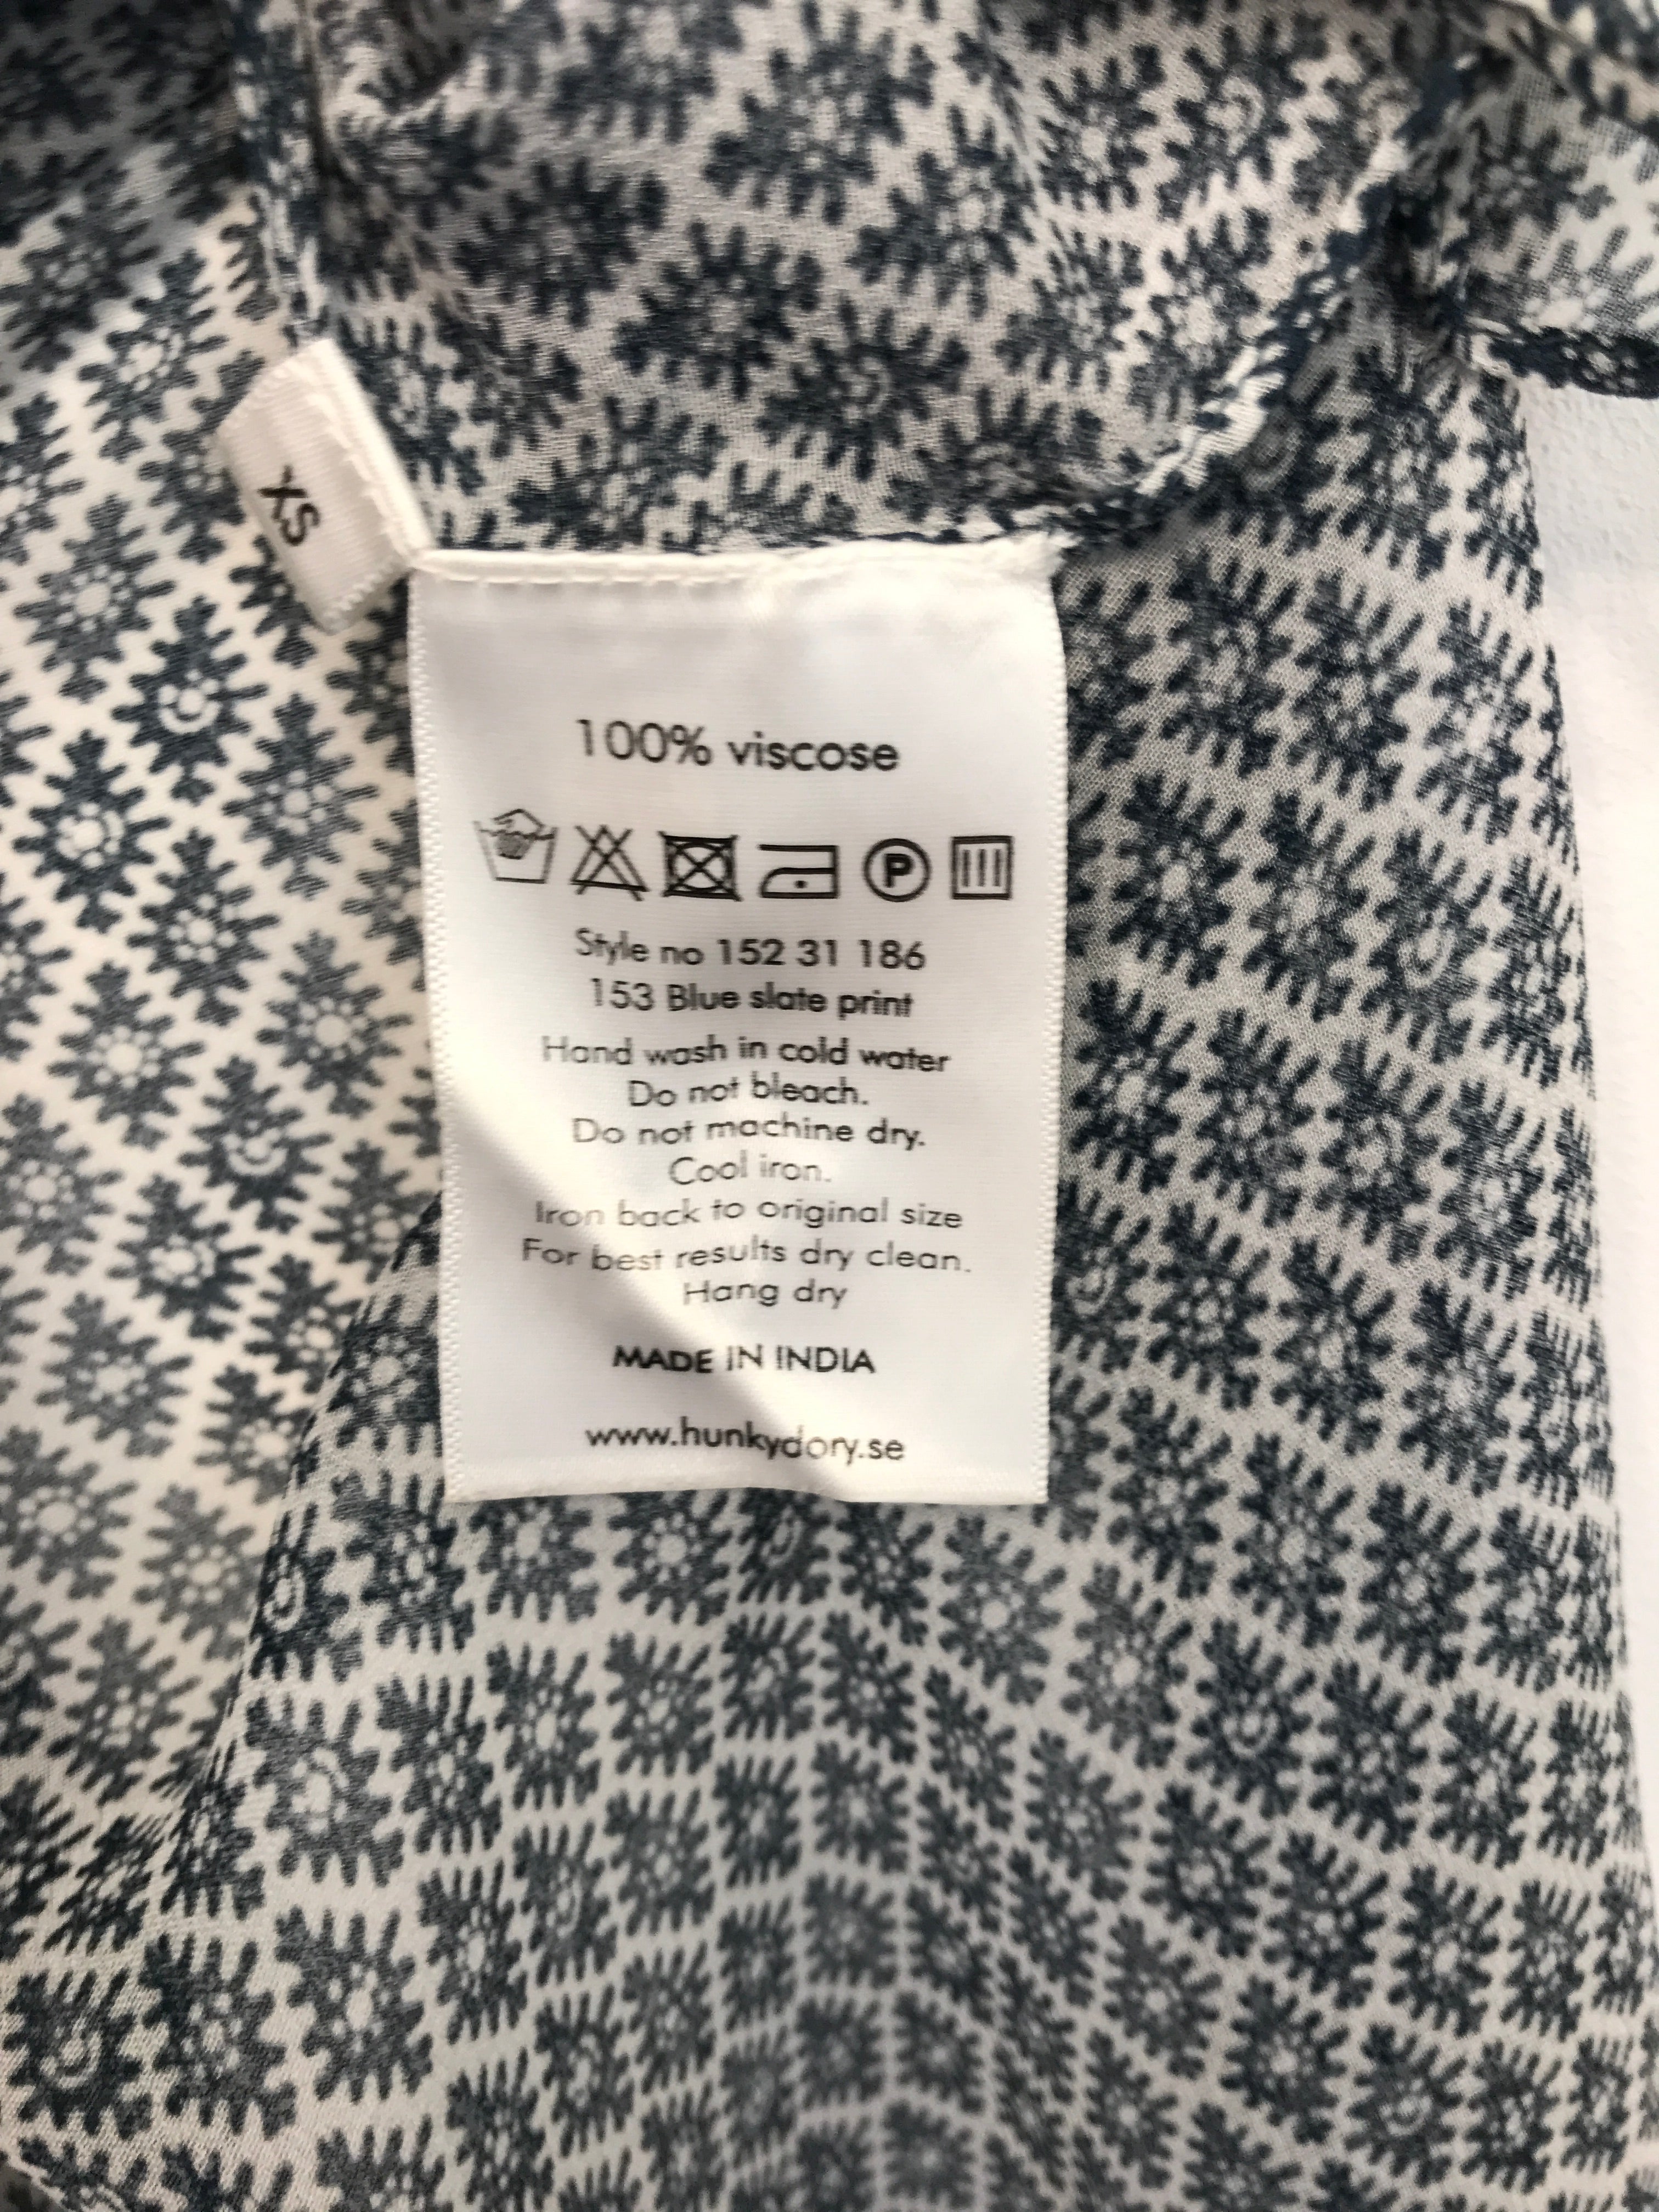 XS
100% viscose
P
Style no 152 31 186
153 Blue slate print
Hand wash in cold water
Do not bleach.
Do not machine dry.
Cool iron.
Iron back to original size
For best results dry clean.
Hang dry
MADE IN INDIA
www.hunkydory.se